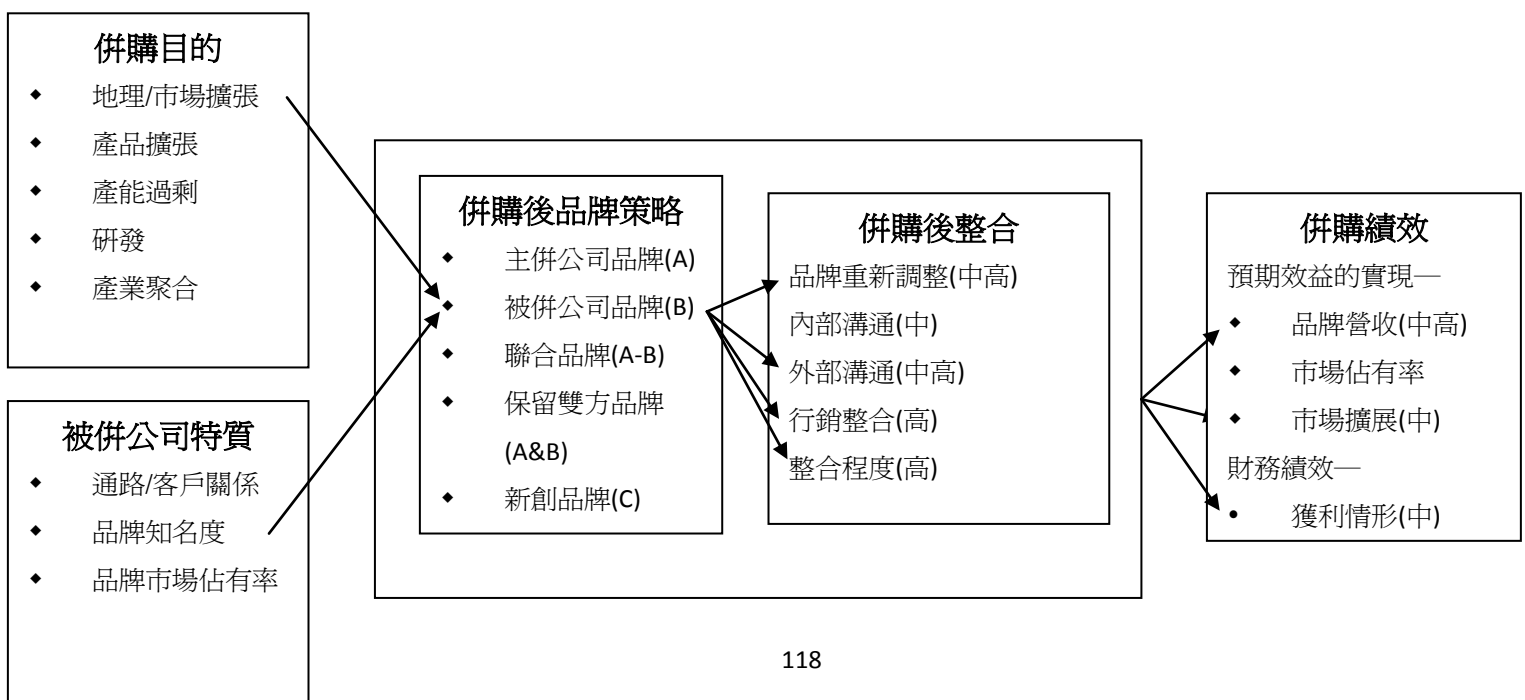 併購目的
地理/市場擴張
產品擴張
產能過剩
研發
產業聚合
被併公司特質
通路/客戶關係
品牌知名度
品牌市場佔有率
併購後品牌策略
主併公司品牌(A)
被併公司品牌(B)
聯合品牌(A-B)
保留雙方品牌
(A&B)
新創品牌(C)
併購後整合
品牌重新調整(中高)
內部溝通(中)
外部溝通(中高)
行銷整合(高)
整合程度(高)
併購績效
預期效益的實現—
品牌營收(中高)
市場佔有率
市場擴展(中)
財務績效—
獲利情形(中)
118